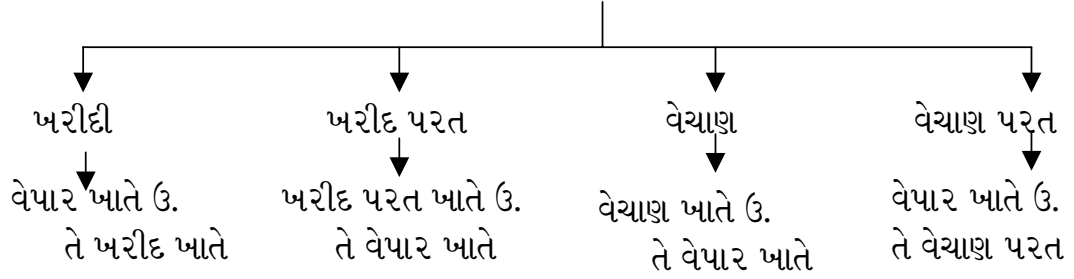 ખરીદી
ખરીદ પરત
વેચાણ
વેચાણ પરત
વેપાર ખાતે ઉ.
તે ખરીદ ખાતે
ખરીદ પરત ખાતે ઉ.
તે વેપાર ખાતે
વેચાણ ખાતે ઉ.
તે વેપાર ખાતે
વેપાર ખાતે ઉ.
તે વેચાણ પરત